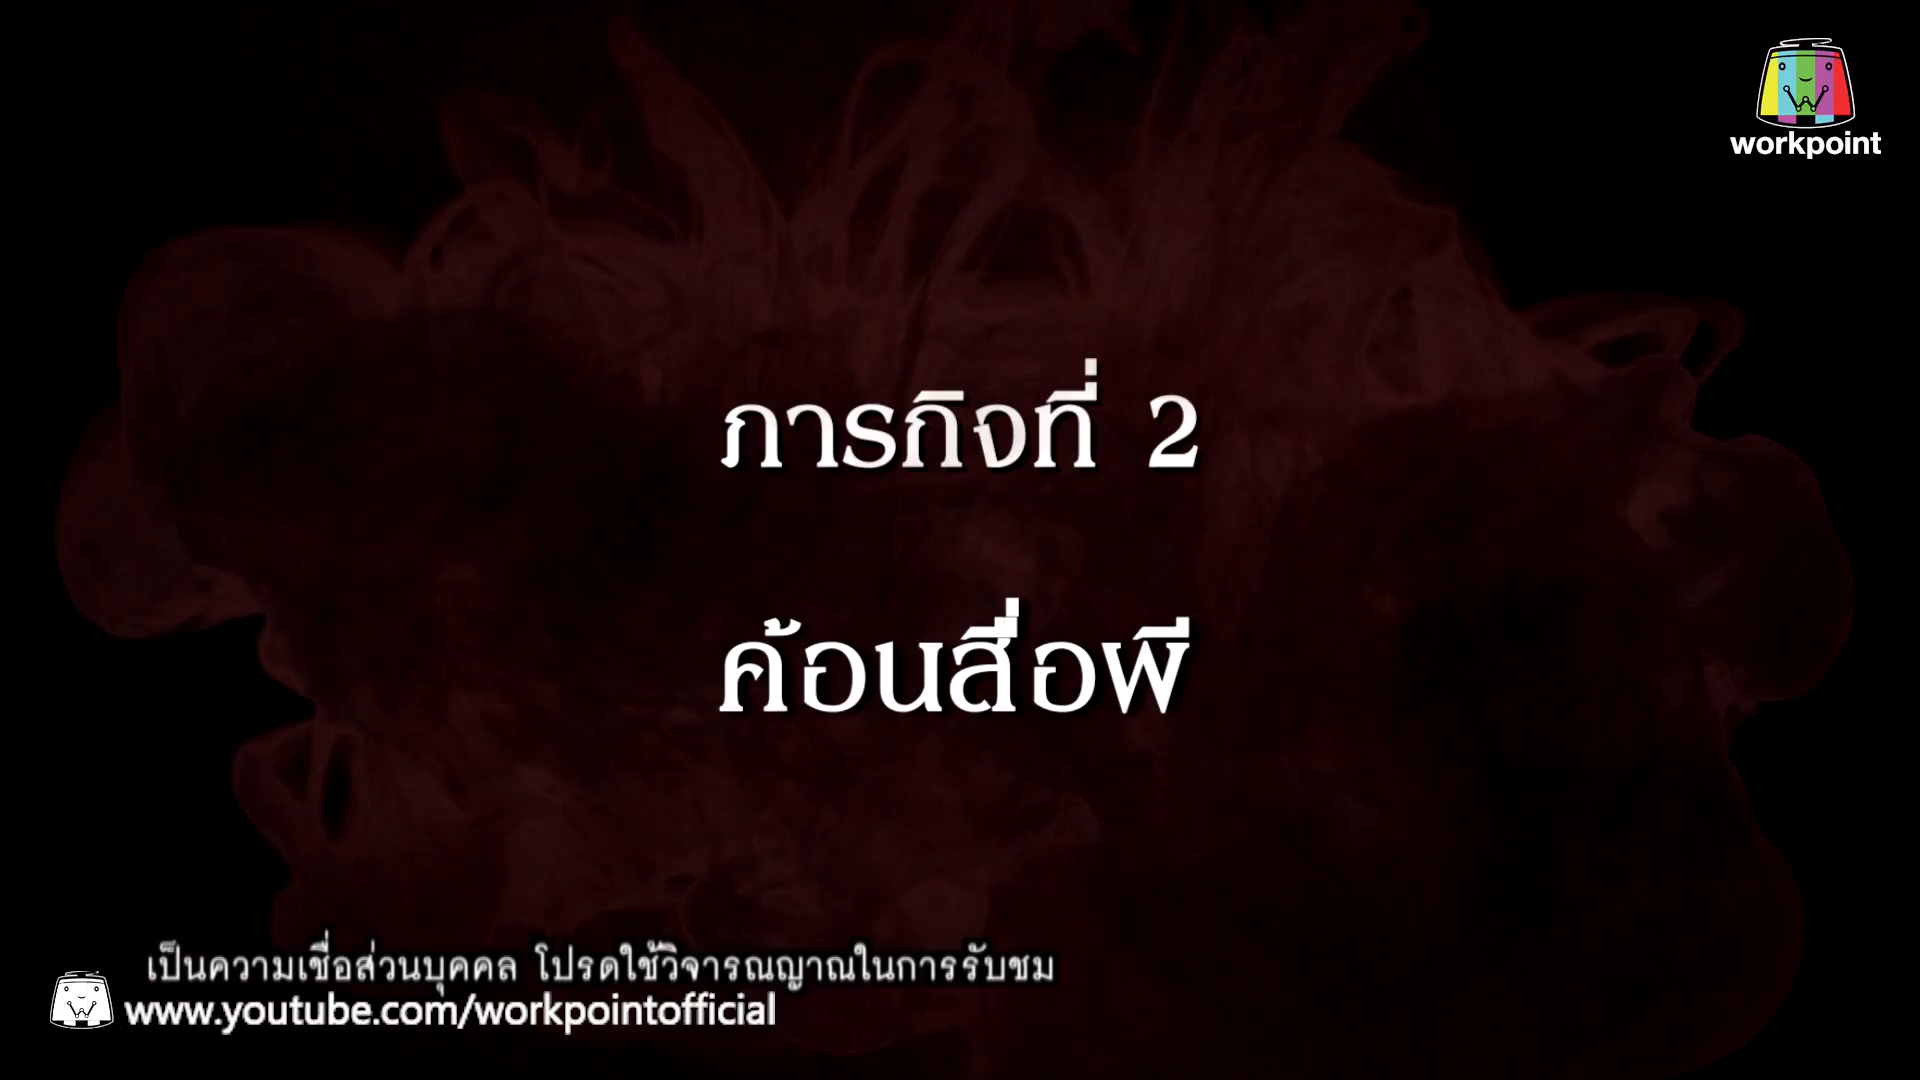 workpoint
ภารกิจที่ 2
ค้อนสื่อผี
เป็นความเชื่อส่วนบุคคล โปรดใช้วิจารณญาณในการรับชม
www.youtube.com/workpointofficial